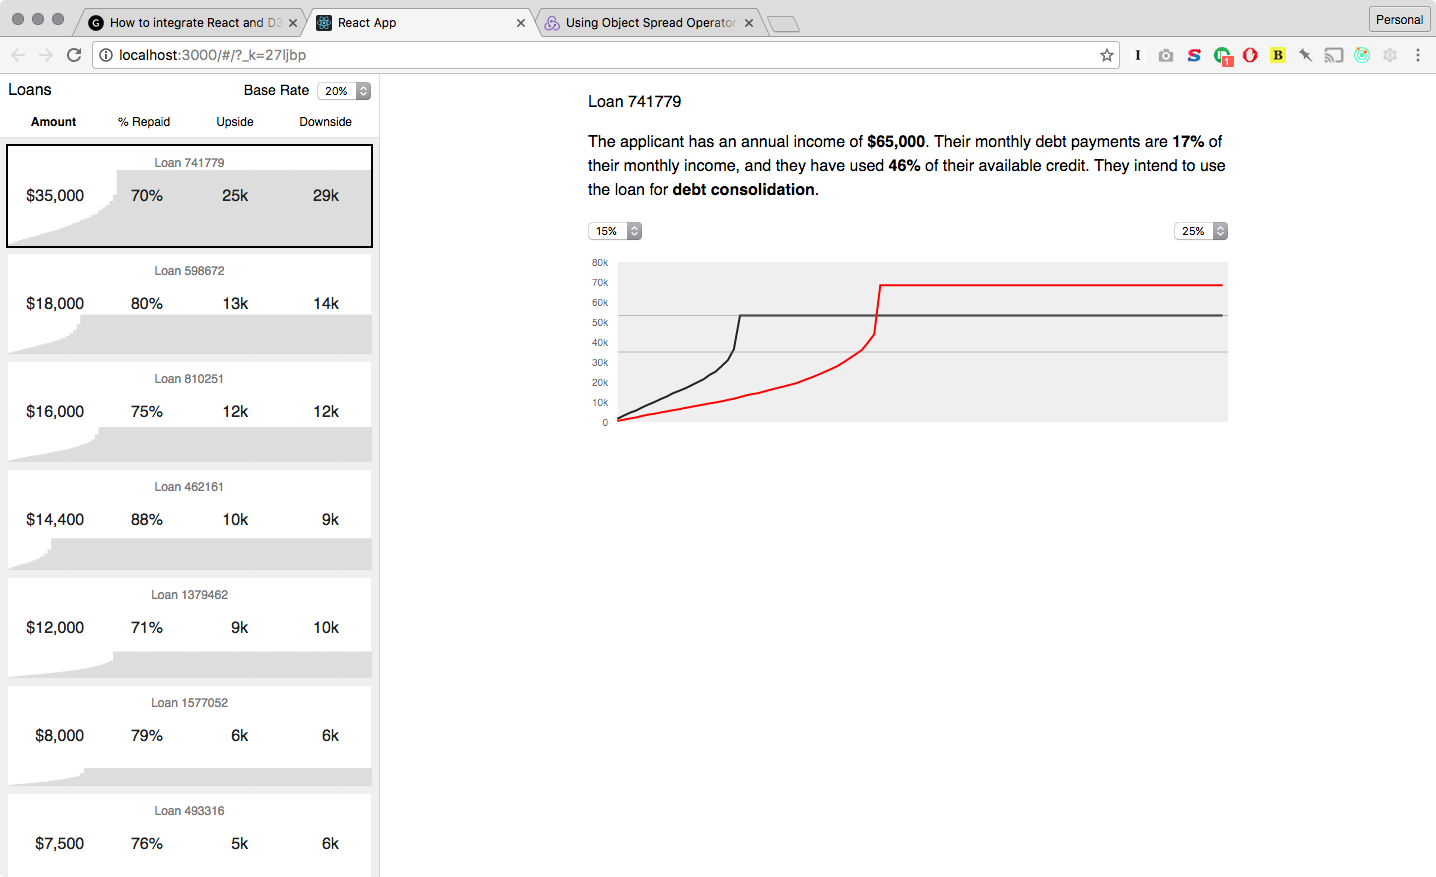 How to integrate React and D3
React App
Using Object Spread Operator
Personal
localhost:3000/#/?_k=27ljbp
Loans
Base Rate
20%
Amount
% Repaid
Upside
Downside
Loan 741779
$35,000
70%
25k
29k
Loan 598672
$18,000
80%
13k
14k
Loan 810251
$16,000
75%
12k
12k
Loan 462161
$14,400
88%
10k
9k
Loan 1379462
$12,000
71%
9k
10k
Loan 1577052
$8,000
79%
6k
6k
Loan 493316
$7,500
76%
5k
6k
Loan 741779
The applicant has an annual income of $65,000. Their monthly debt payments are 17% of
their monthly income, and they have used 46% of their available credit. They intend to use
the loan for debt consolidation.
15%
25%
80k
70k
60k
50k
40k
30k
20k
10k
0